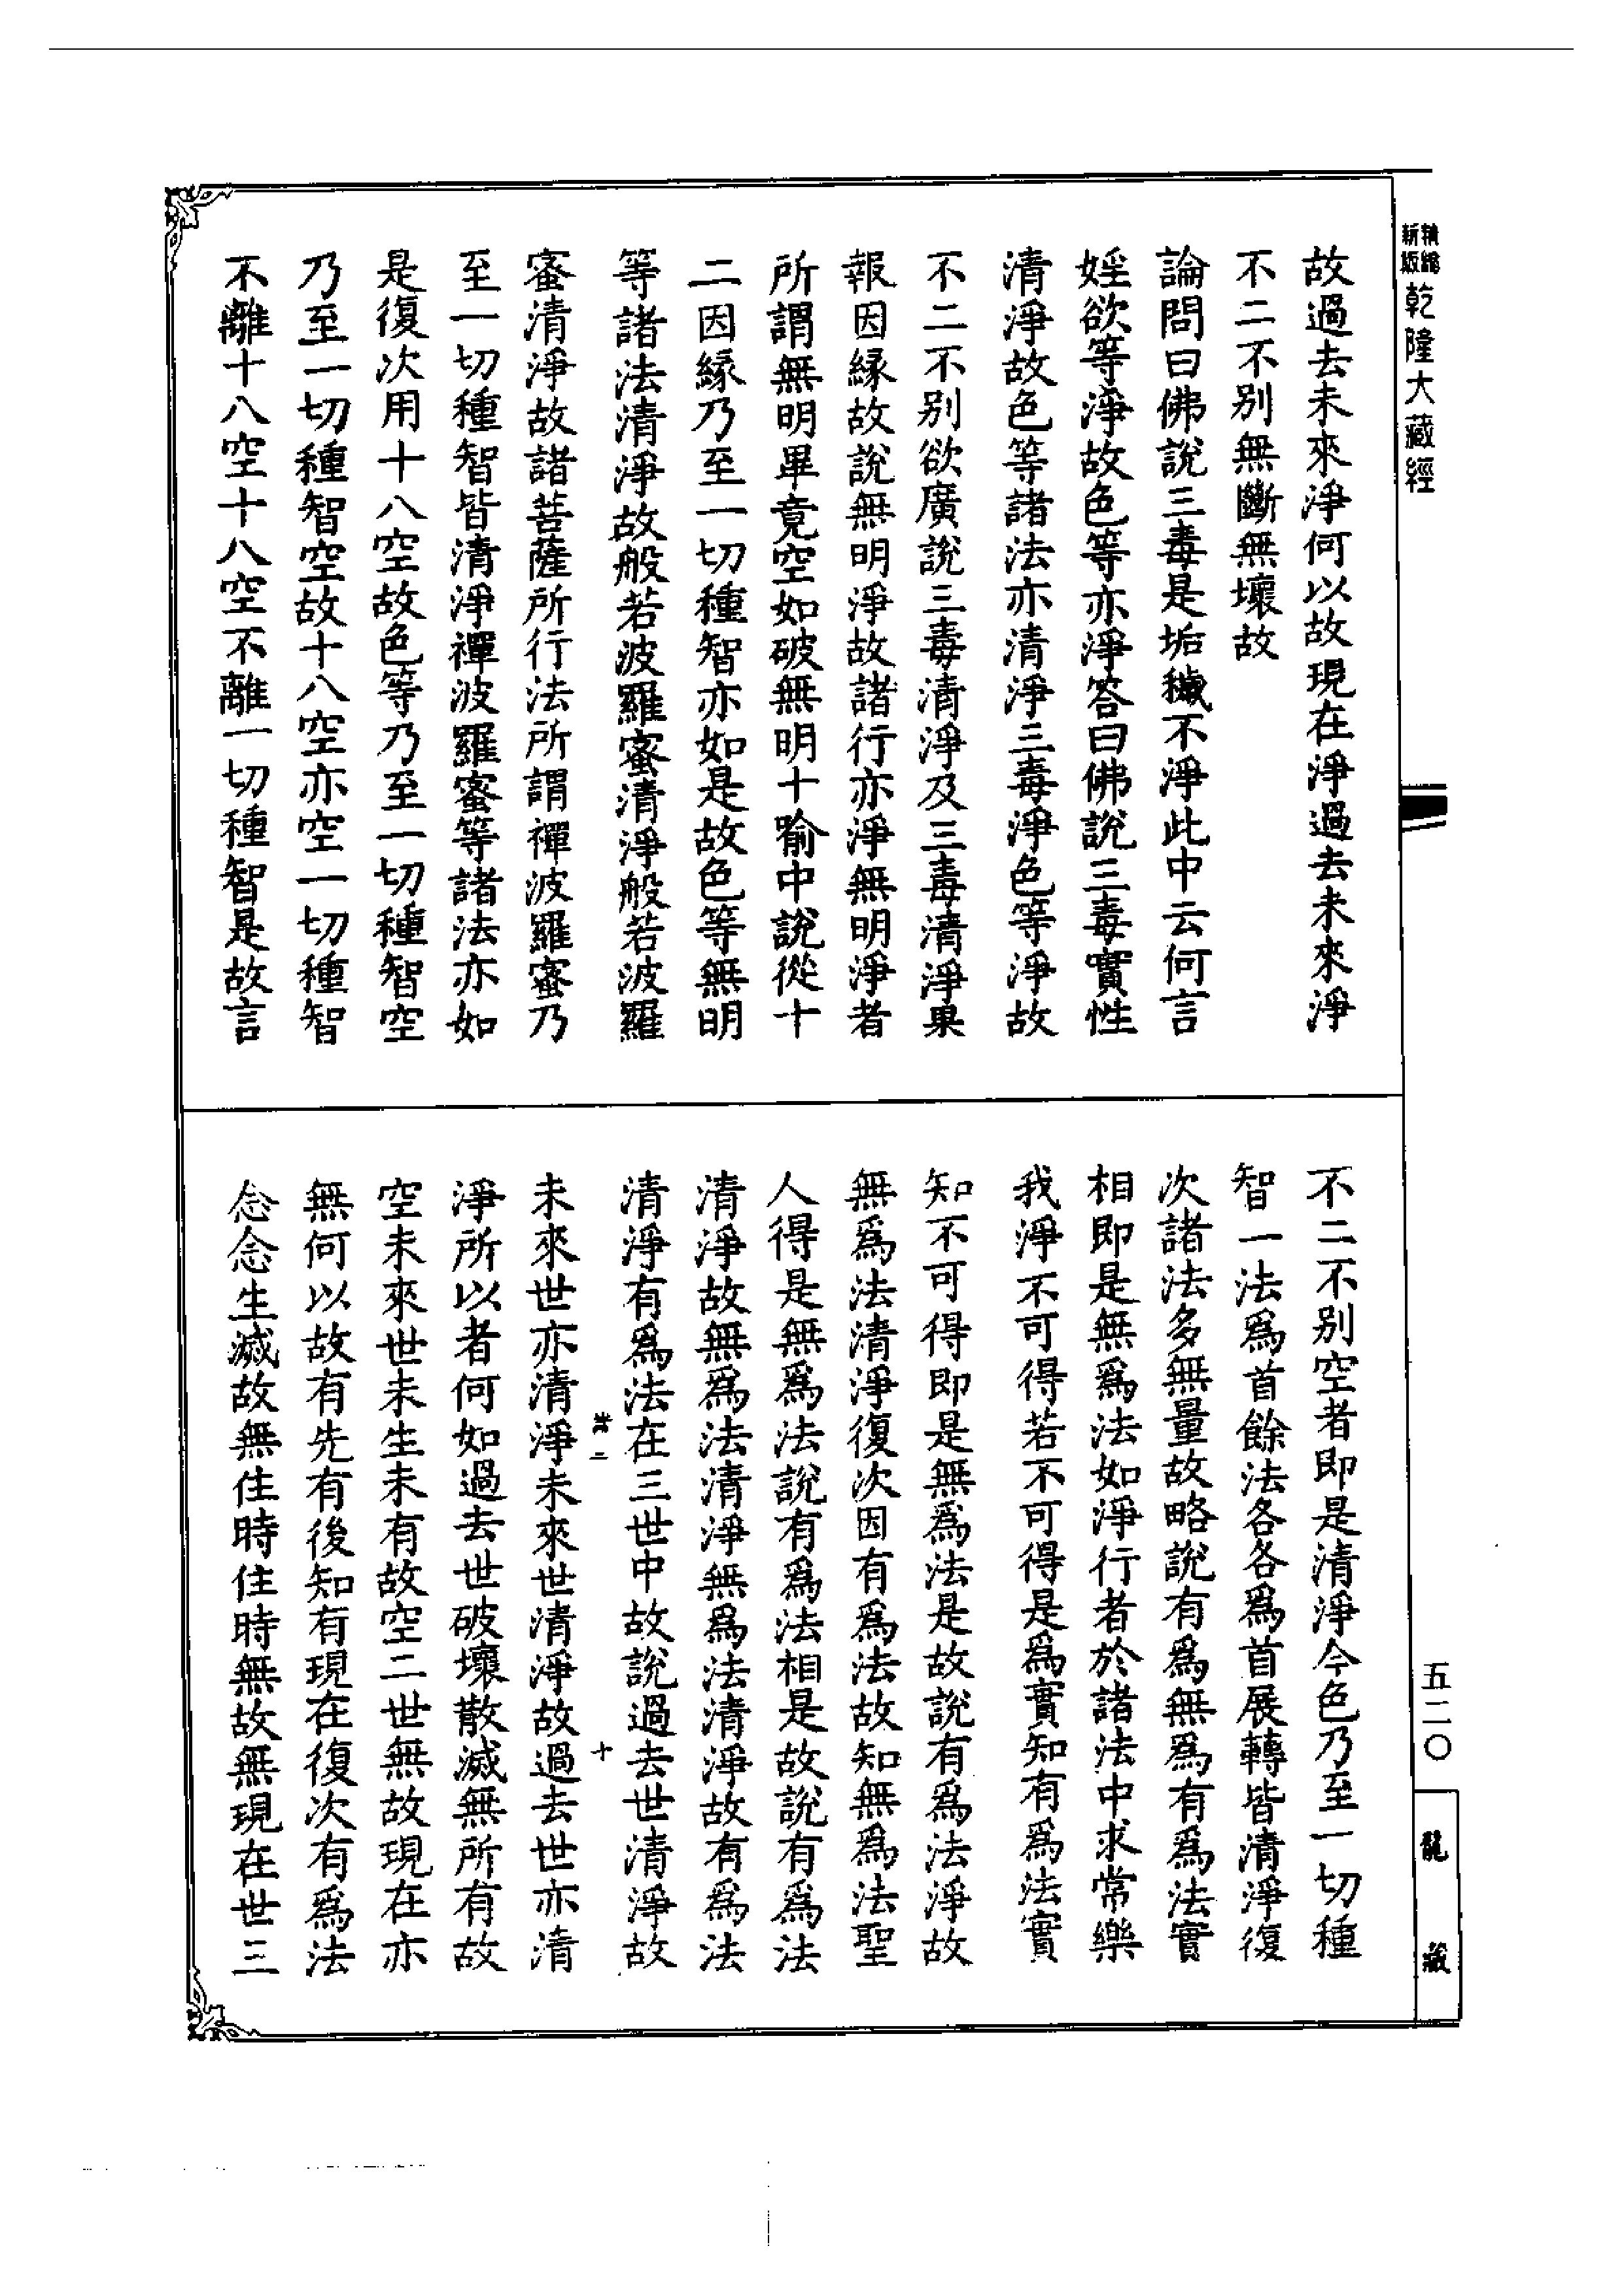 精縮
新版
乾隆大藏經
故過去未來淨何以故現在淨過去未來淨
不二不別無斷無壞故
論問曰佛說三毒是垢穢不淨此中云何言
婬欲等淨故色等亦淨答曰佛說三毒實性
清淨故色等諸法亦清淨三毒淨色等淨故
不二不別欲廣說三毒清淨及三毒清淨果
報因緣故說無明淨故諸行亦淨無明淨者
所謂無明畢竟空如破無明十喻中說從十
二因緣乃至一切種智亦如是故色等無明
等諸法清淨故般若波羅蜜清淨般若波羅
蜜清淨故諸菩薩所行法所謂禪波羅蜜乃
至一切種智皆清淨禪波羅蜜等諸法亦如
是復次用十八空故色等乃至一切種智空
乃至一切種智空故十八空亦空一切種智
不離十八空十八空不離一切種智是故言
不二不別空者即是清淨今色乃至一切種
智一法為首餘法各各為首展轉皆清淨復
次諸法多無量故略說有為無為有為法實
相即是無為法如淨行者於諸法中求常樂
我淨不可得若不可得是為實知有為法實
知不可得即是無為法是故說有為法淨故
無為法清淨復次因有為法故知無為法聖
人得是無為法說有為法相是故說有為法
清淨故無為法清淨無為法清淨故有為法
清淨有為法在三世中故說過去世清淨故
十
未來世亦清淨未來世清淨故過去世亦清
淨所以者何如過去世破壞散滅無所有故
空未來世未生未有故空二世無故現在亦
無何以故有先有後知有現在復次有為法
念念生滅故無住時住時無故無現在世三
五二〇
龍藏